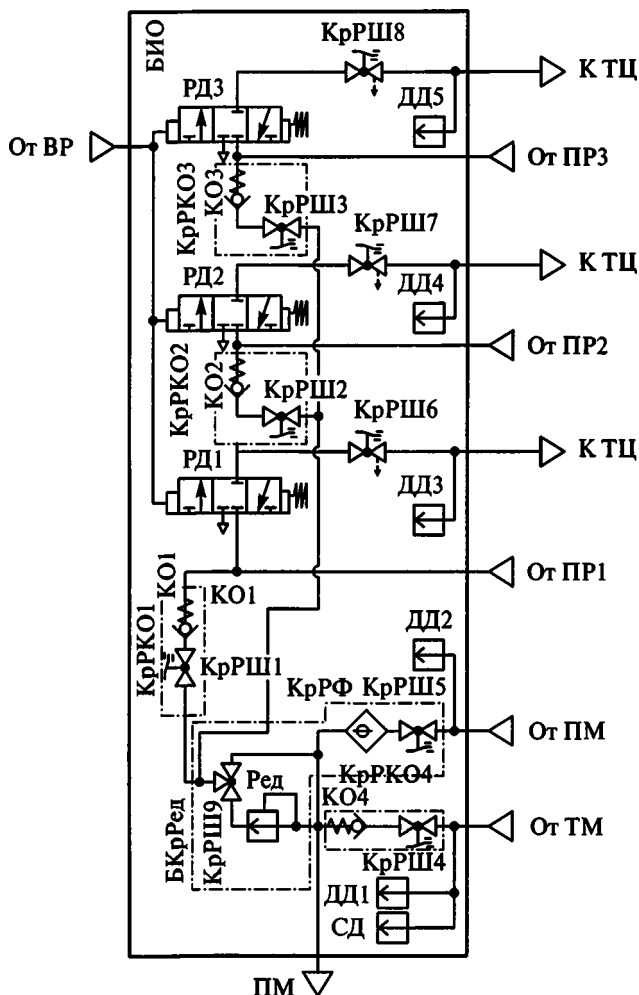 БИО
КрРШ8
К ТЦ
РД3
ДД5
От ВР
От ПР3
КрРКО3
КО3
КрРШ3
КрРШ7
К ТЦ
РД2
ДД4
От ПР2
КрРКО2
КО2
КрРШ2
КрРШ6
К ТЦ
РД1
ДД3
От ПР1
КрРКО1
КО1
КО1
КрРШ1
ДД2
КрРФ
КрРШ5
От ПМ
КрРКО4
БКрРед
КрРШ9
Ред
КО4
От ТМ
КрРШ4
ДД1
СД
ПМ